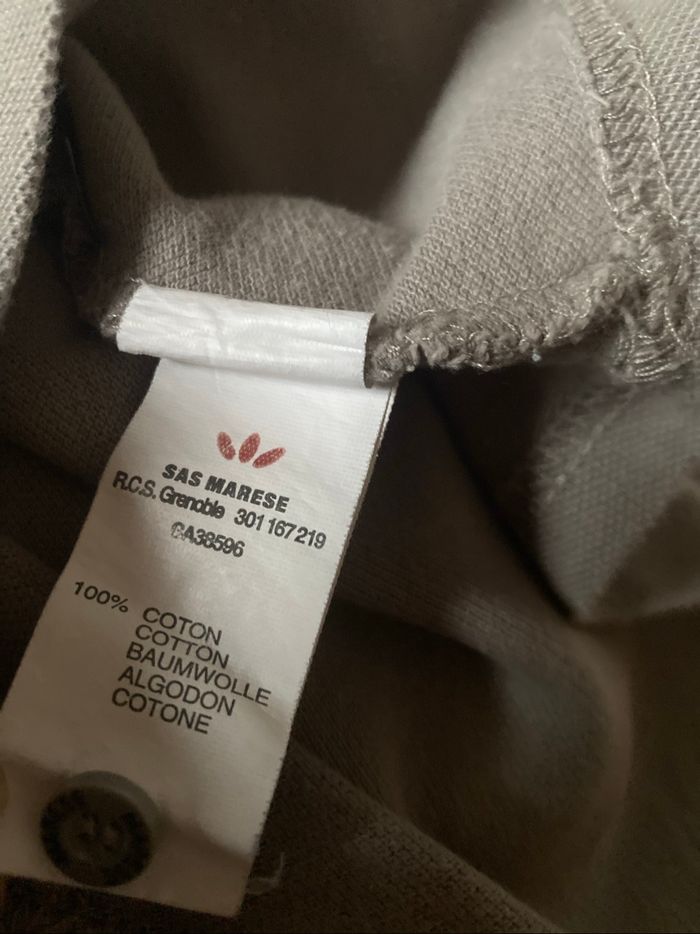 SAS MARESE
R.C.S. Grenoble 301 167 219
CA38596
100% COTON
COTTON
BAUMWOLLE
ALGODON
COTONE